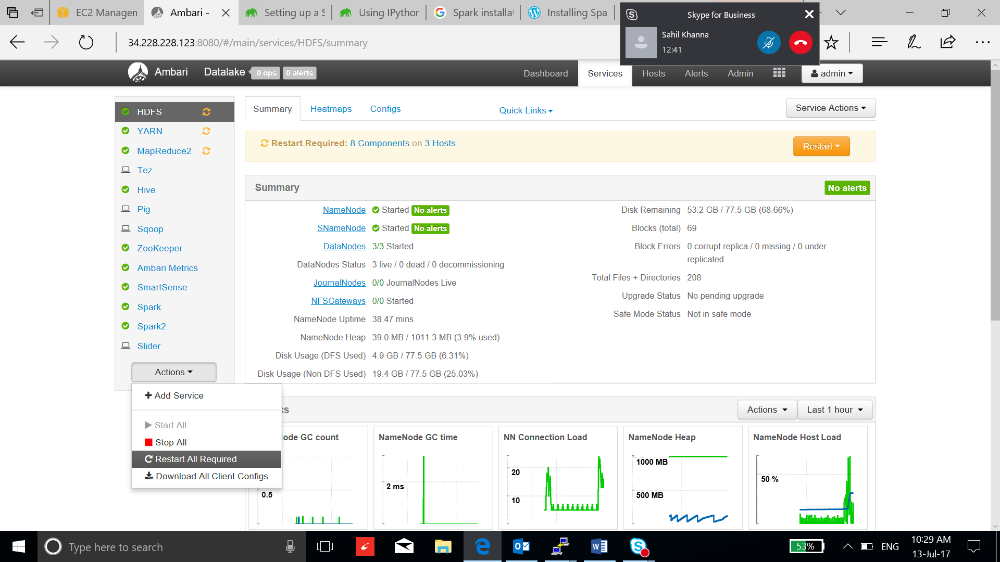 EC2 Managen
Ambari -
Setting up a S
Using IPython
Spark installat
Installing Spa
Skype for Business
Sahil Khanna
12:41
34.228.228.123:8080/#/main/services/HDFS/summary
Ambari
Datalake
0 ops
0 alerts
Dashboard
Services
Hosts
Alerts
Admin
admin
HDFS
YARN
MapReduce2
Tez
Hive
Pig
Sqoop
ZooKeeper
Ambari Metrics
SmartSense
Spark
Spark2
Slider
Actions
Add Service
Start All
Stop All
Restart All Required
Download All Client Configs
Summary
Heatmaps
Configs
Quick Links
Service Actions
Restart Required: 8 Components on 3 Hosts
Restart
Summary
No alerts
NameNode Started No alerts
SNameNode Started No alerts
DataNodes 3/3 Started
DataNodes Status 3 live / 0 dead / 0 decommissioning
JournalNodes 0/0 JournalNodes Live
NFSGateways 0/0 Started
NameNode Uptime 38.47 mins
NameNode Heap 39.0 MB / 1011.3 MB (3.9% used)
Disk Usage (DFS Used) 4.9 GB / 77.5 GB (6.31%)
Disk Usage (Non DFS Used) 19.4 GB / 77.5 GB (25.03%)
Disk Remaining 53.2 GB / 77.5 GB (68.66%)
Blocks (total) 69
Block Errors 0 corrupt replica / 0 missing / 0 under
replicated
Total Files + Directories 208
Upgrade Status No pending upgrade
Safe Mode Status Not in safe mode
cs
Actions
Last 1 hour
ode GC count
0.5
NameNode GC time
2 ms
NN Connection Load
20
10
NameNode Heap
1000 MB
500 MB
NameNode Host Load
50 %
Type here to search
53%
ENG
10:29 AM
13-Jul-17